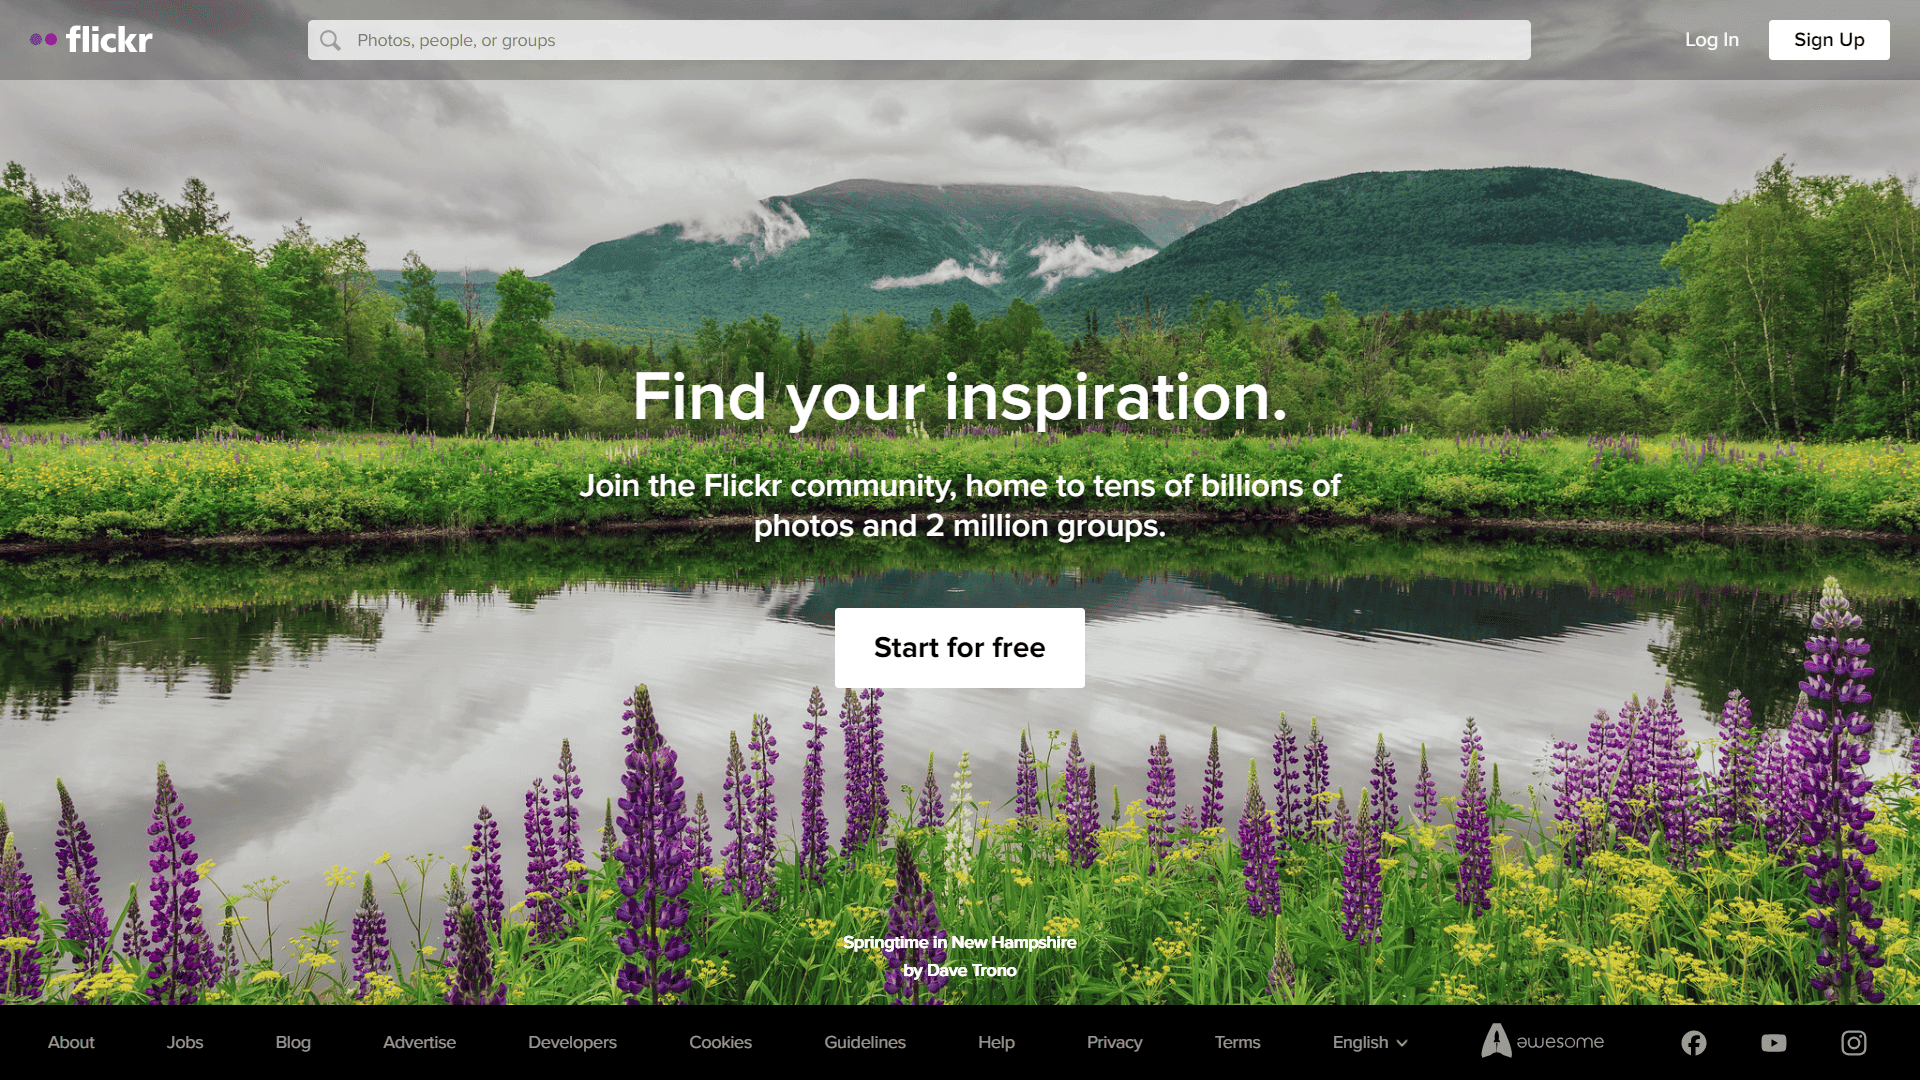 flickr
Photos, people, or groups
Log In
Sign Up
Find your inspiration.
Join the Flickr community, home to tens of billions of
photos and 2 million groups.
Start for free
Springtime in New Hampshire
by Dave Trono
About
Jobs
Blog
Advertise
Developers
Cookies
Guidelines
Help
Privacy
Terms
English
awesome